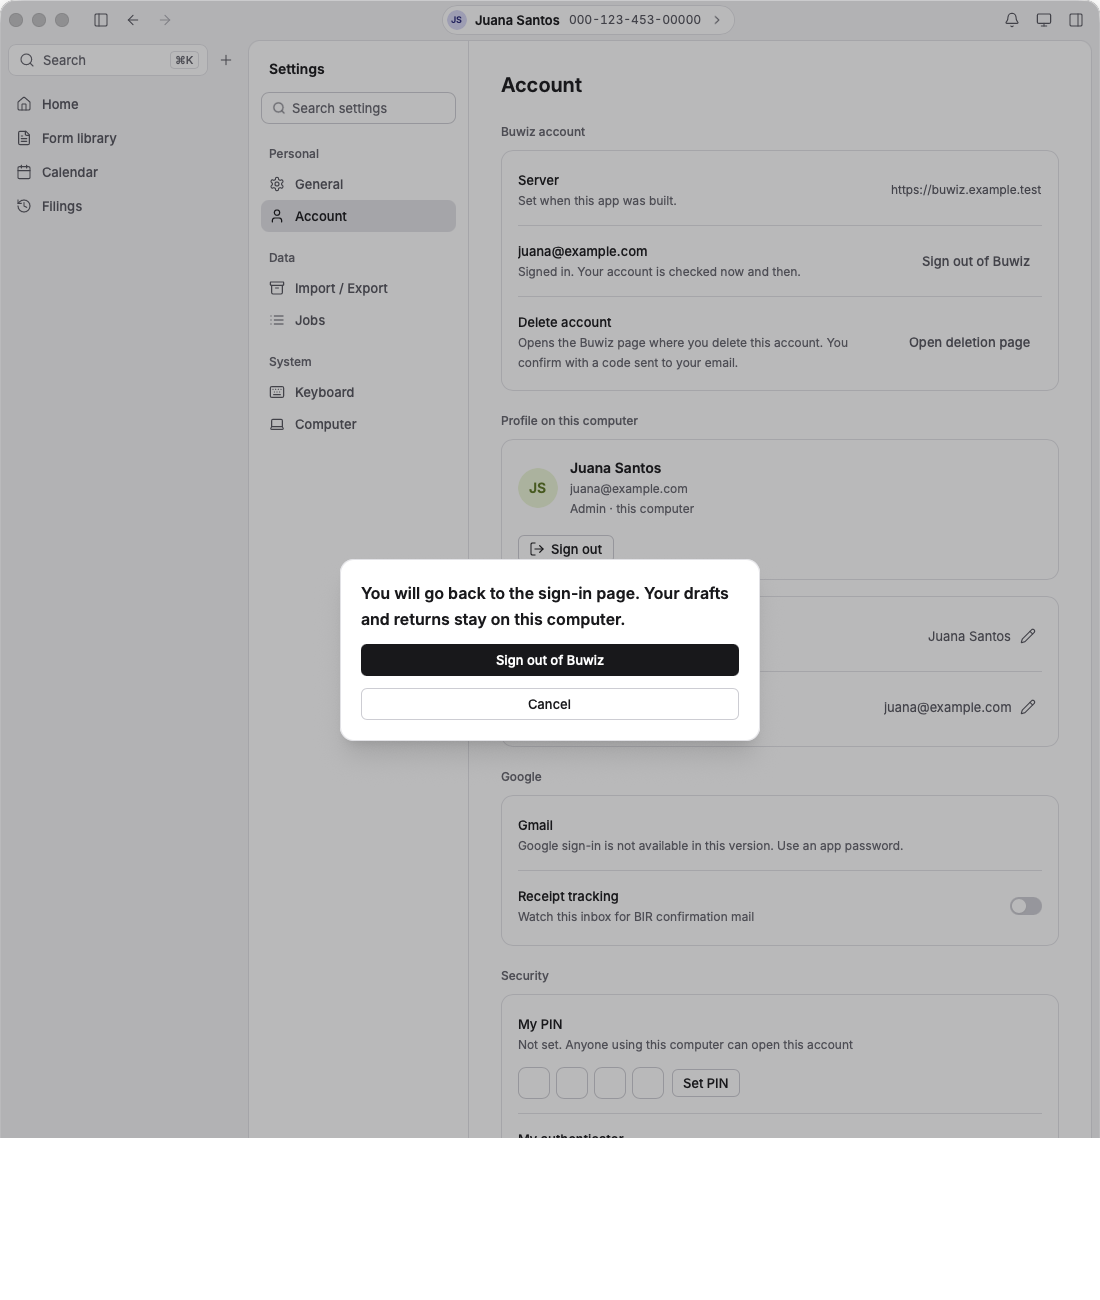 JS Juana Santos 000-123-453-00000
Search ⌘K
Home
Form library
Calendar
Filings
Settings
Search settings
Personal
General
Account
Data
Import / Export
Jobs
System
Keyboard
Computer
Account
Buwiz account
Server
Set when this app was built.
https://buwiz.example.test
juana@example.com
Signed in. Your account is checked now and then.
Sign out of Buwiz
Delete account
Opens the Buwiz page where you delete this account. You
confirm with a code sent to your email.
Open deletion page
Profile on this computer
JS
Juana Santos
juana@example.com
Admin · this computer
Sign out
You will go back to the sign-in page. Your drafts
and returns stay on this computer.
Sign out of Buwiz
Cancel
Juana Santos
juana@example.com
Google
Gmail
Google sign-in is not available in this version. Use an app password.
Receipt tracking
Watch this inbox for BIR confirmation mail
Security
My PIN
Not set. Anyone using this computer can open this account
Set PIN
My authenticator